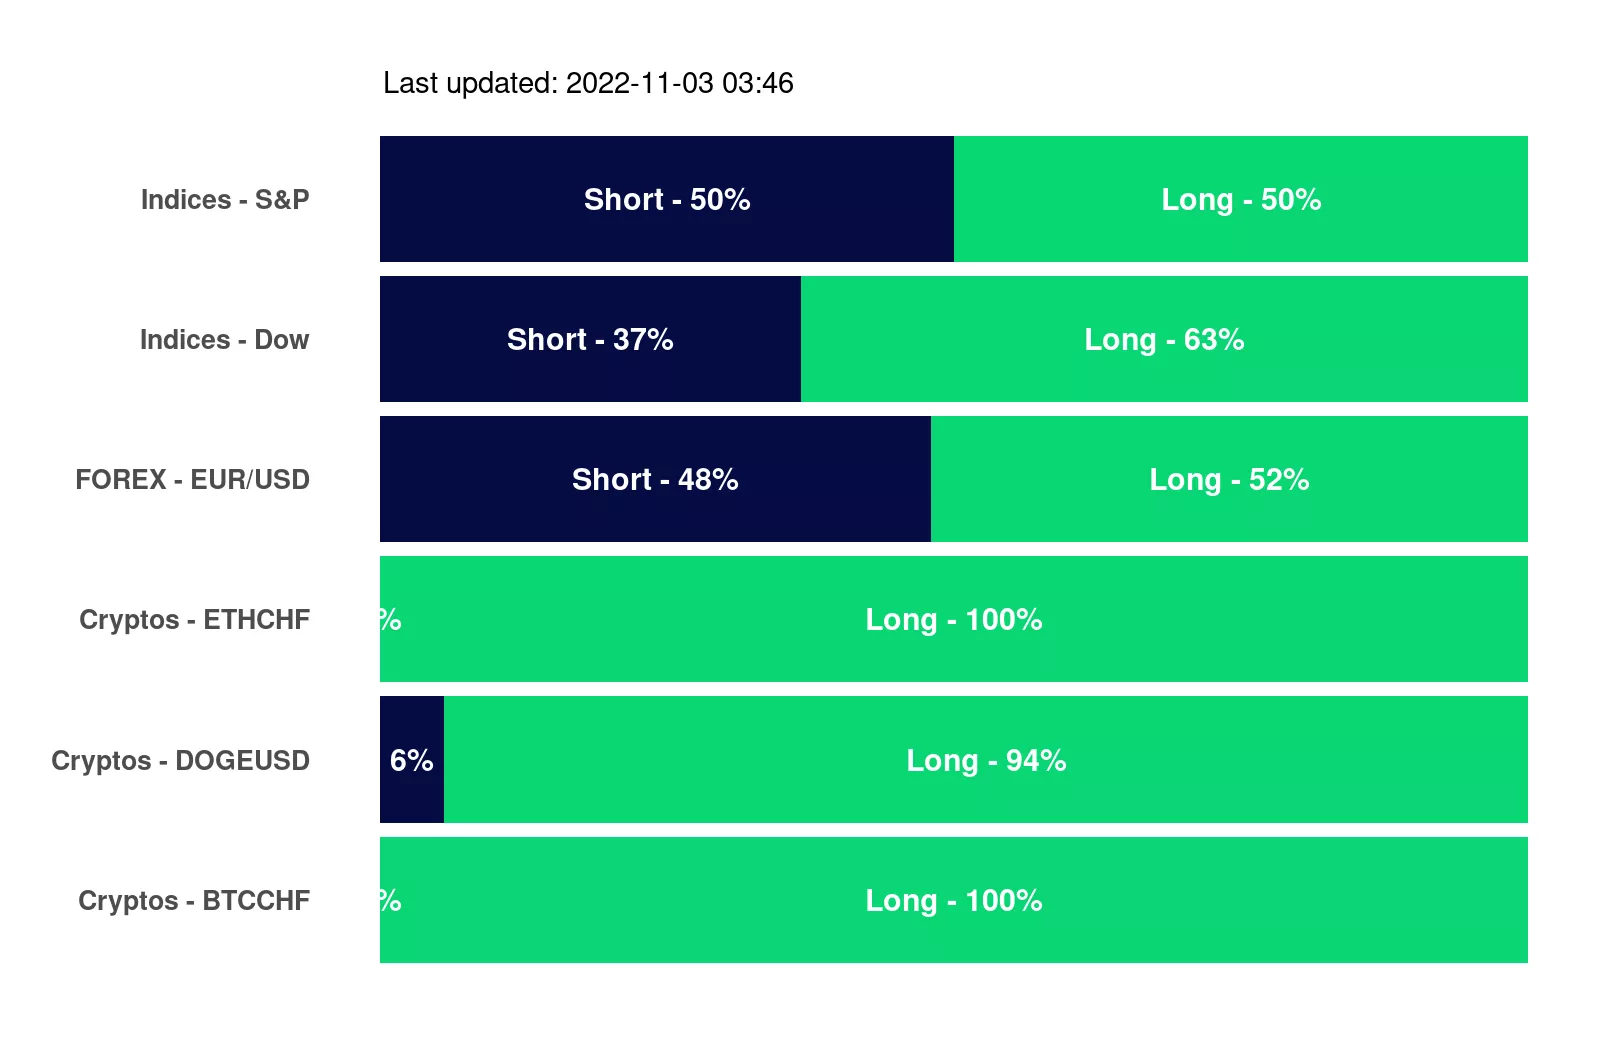 Last updated: 2022-11-03 03:46
Indices - S&P
Short - 50%
Long - 50%
Indices - Dow
Short - 37%
Long - 63%
FOREX - EUR/USD
Short - 48%
Long - 52%
Cryptos - ETHCHF
%
Long - 100%
Cryptos - DOGEUSD
6%
Long - 94%
Cryptos - BTCCHF
%
Long - 100%